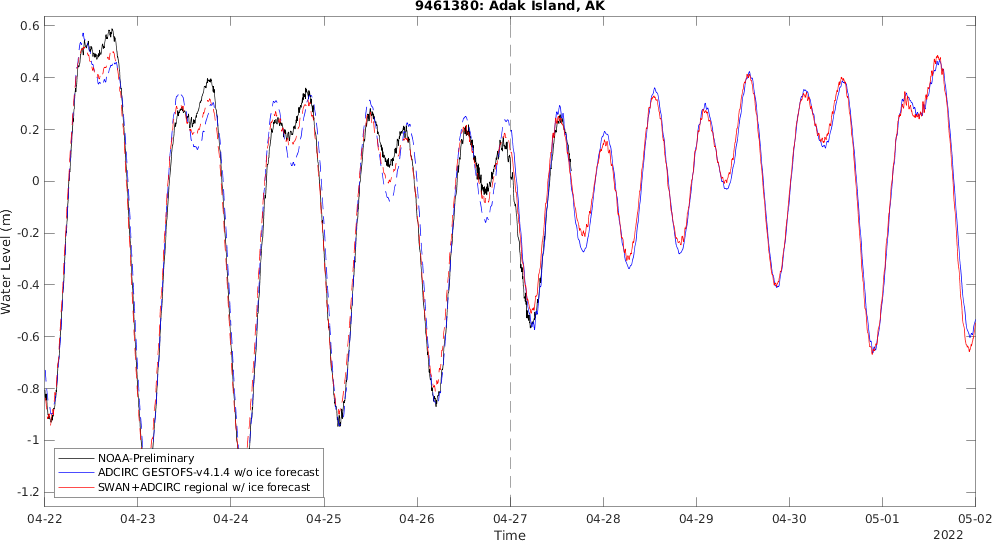 9461380: Adak Island, AK
0.6
0.4
0.2
0
-0.2
-0.4
-0.6
-0.8
-1
-1.2
Water Level (m)
NOAA-Preliminary
ADCIRC GESTOFS-v4.1.4 w/o ice forecast
SWAN+ADCIRC regional w/ ice forecast
04-22 04-23 04-24 04-25 04-26 04-27 04-28 04-29 04-30 05-01 05-02
Time
2022